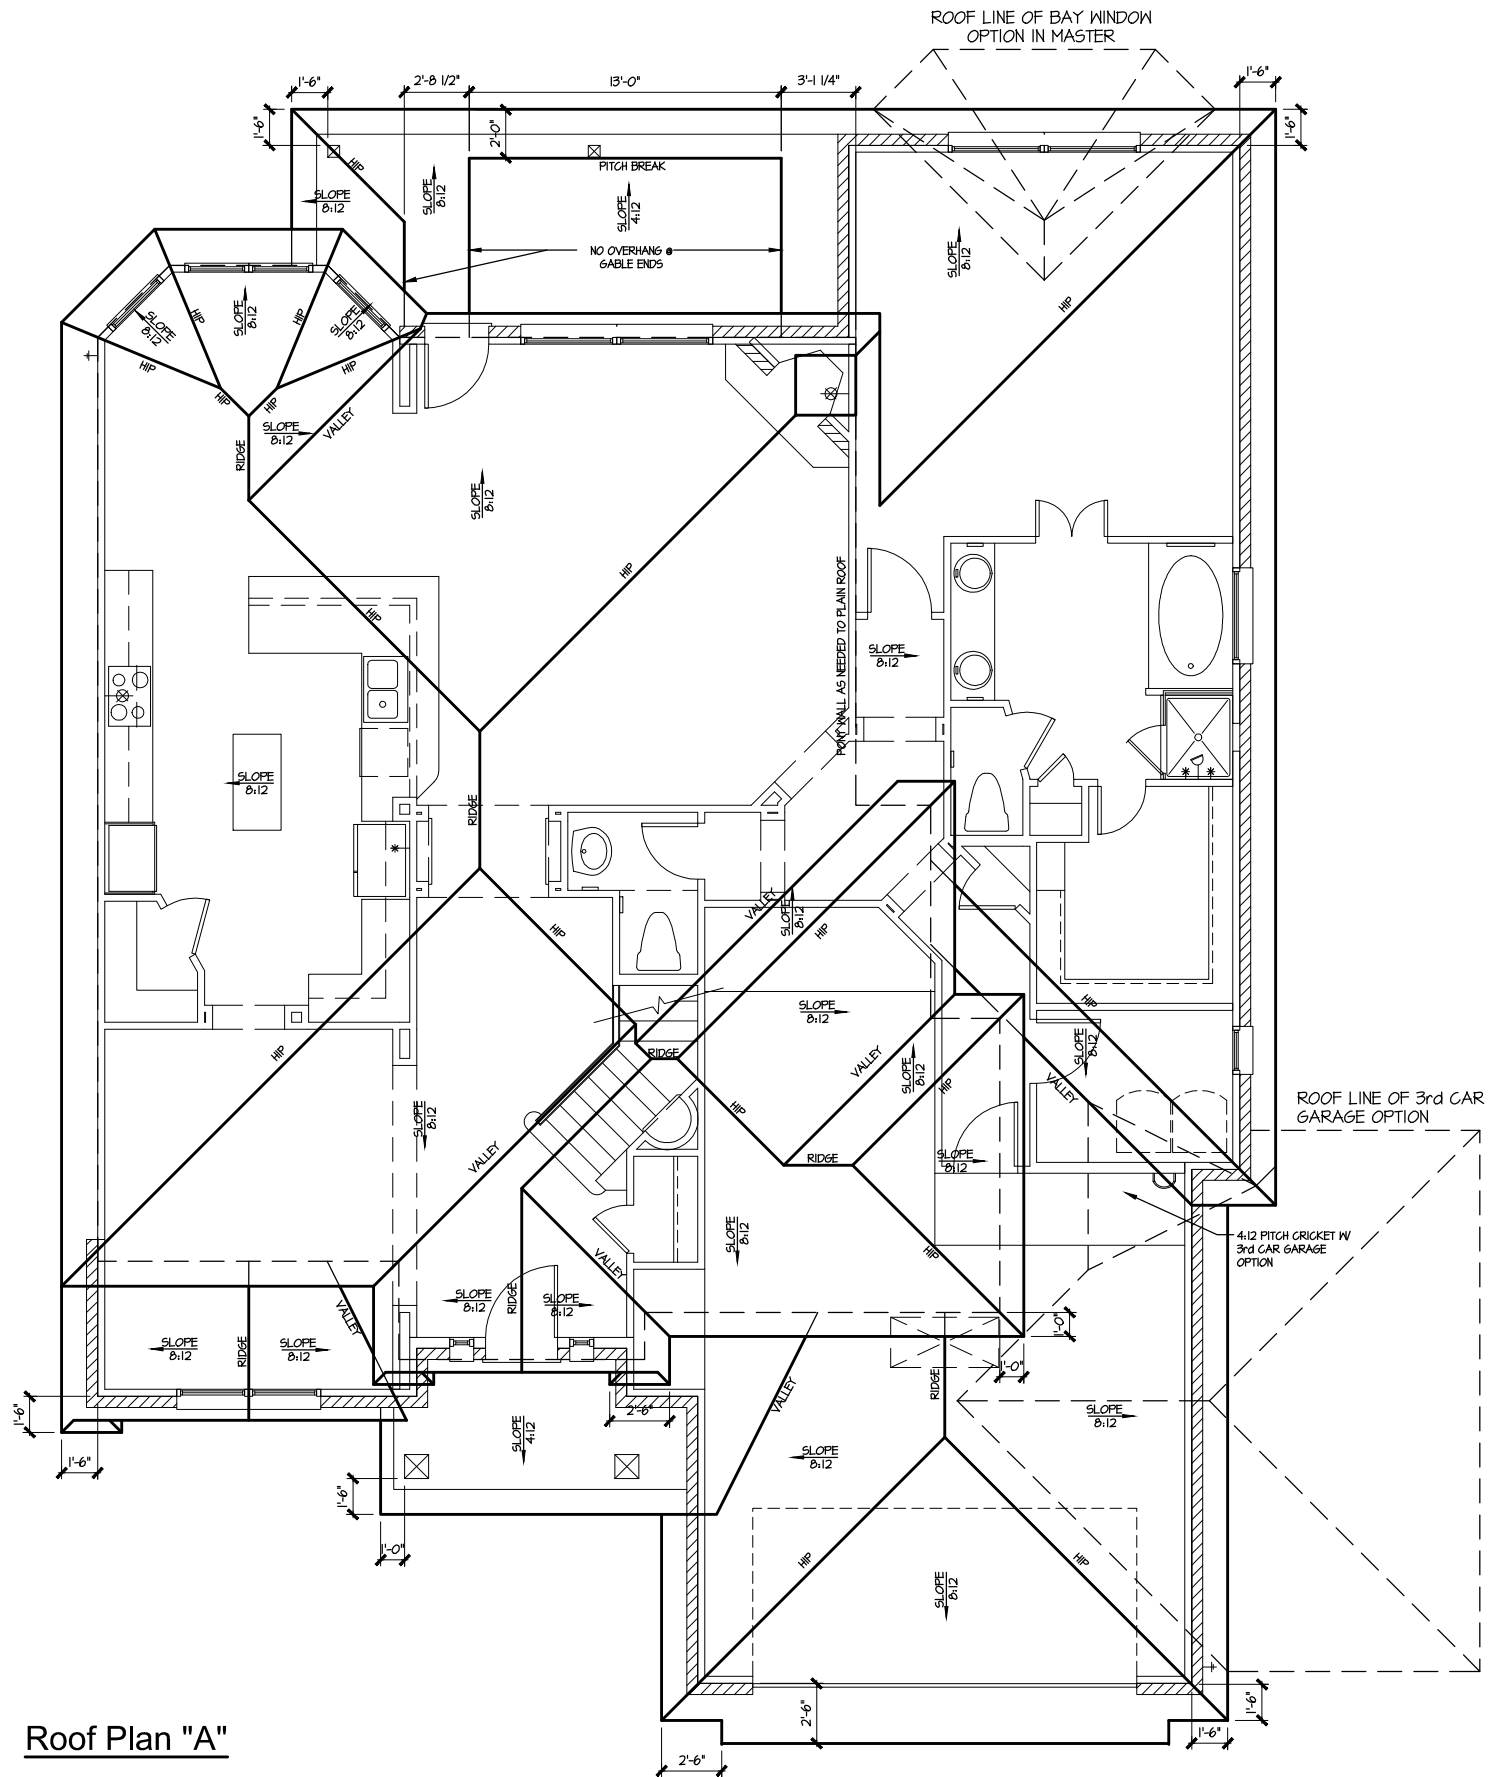 ROOF LINE OF BAY WINDOW
OPTION IN MASTER
1'-6"
2'-8 1/2"
13'-0"
3'-1 1/4"
1'-6"
1'-6"
2'-0"
1'-6"
HIP
PITCH BREAK
SLOPE
8:12
SLOPE
8:12
SLOPE
4:12
NO OVERHANG @
GABLE ENDS
SLOPE
8:12
HIP
SLOPE
8:12
HIP
SLOPE
8:12
HIP
SLOPE
8:12
HIP
HIP
HIP
HIP
SLOPE
8:12
VALLEY
RIDGE
SLOPE
8:12
HIP
HIP
PONY WALL AS NEEDED TO PLAIN ROOF
SLOPE
8:12
SLOPE
8:12
RIDGE
VALLEY
SLOPE
8:12
HIP
HIP
HIP
SLOPE
8:12
HIP
RIDGE
VALLEY
SLOPE
8:12
HIP
SLOPE
8:12
VALLEY
ROOF LINE OF 3rd CAR
GARAGE OPTION
HIP
SLOPE
8:12
VALLEY
RIDGE
SLOPE
8:12
SLOPE
8:12
HIP
4:12 PITCH CRICKET W/
3rd CAR GARAGE
OPTION
VALLEY
SLOPE
8:12
RIDGE
SLOPE
8:12
VALLEY
1'-0"
SLOPE
8:12
RIDGE
SLOPE
8:12
1'-0"
RIDGE
VALLEY
1'-6"
2'-6"
SLOPE
8:12
SLOPE
4:12
SLOPE
8:12
1'-6"
1'-6"
1'-0"
HIP
HIP
SLOPE
8:12
2'-6"
1'-6"
1'-6"
2'-6"
Roof Plan "A"